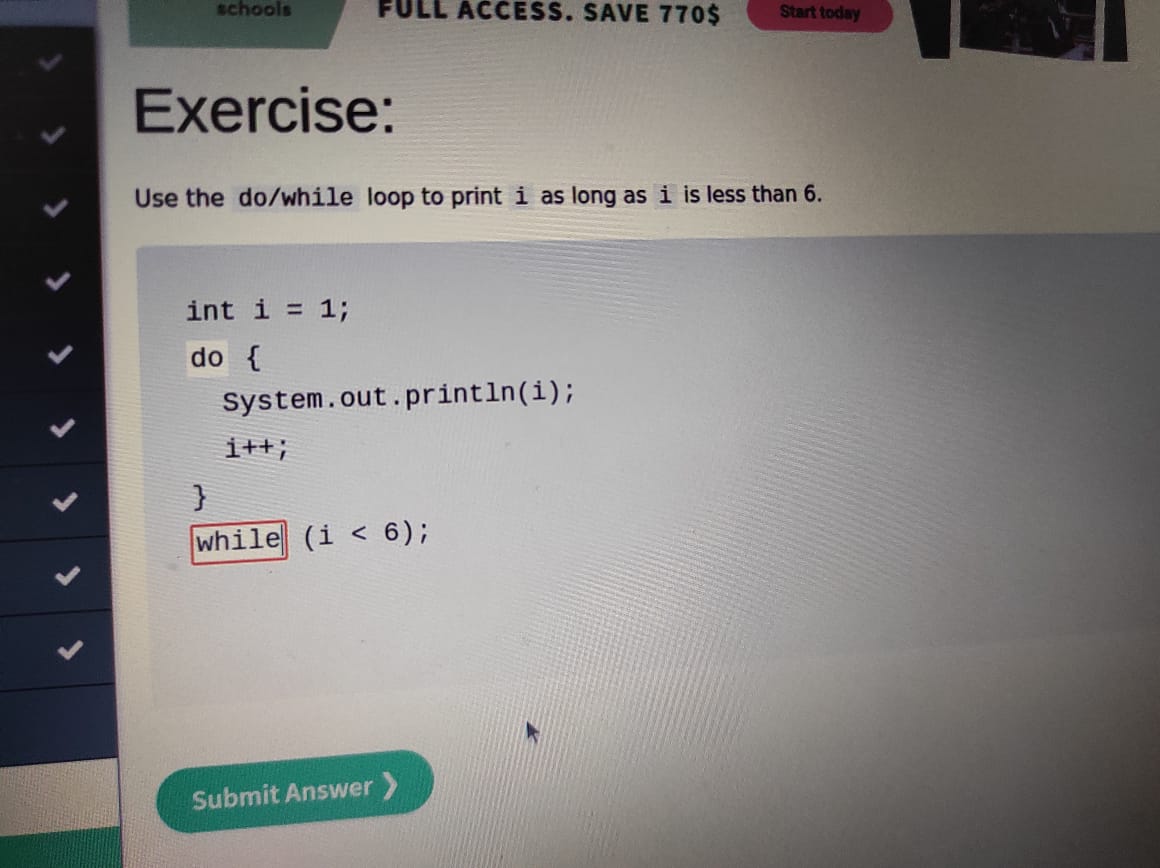 schools
FULL ACCESS. SAVE 770$
Start today
Exercise:
Use the do/while loop to print i as long as i is less than 6.
int i = 1;
do {
System.out.println(i);
i++;
}
while (i < 6);
Submit Answer ❯